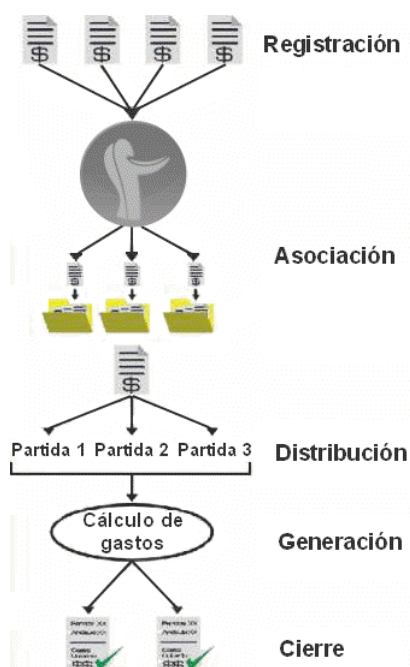 $ $ $ $
Registración
Asociación
$
Partida 1 Partida 2 Partida 3
Distribución
Cálculo de
gastos
Generación
Cierre